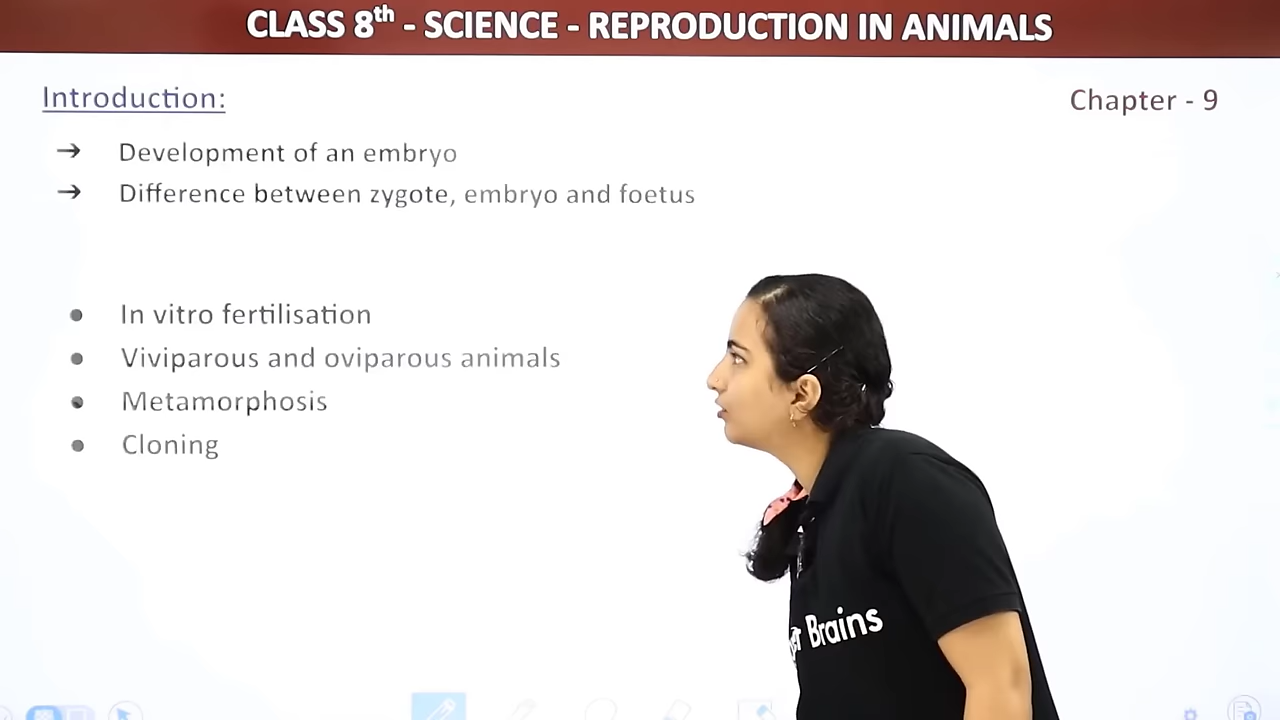 CLASS 8th - SCIENCE - REPRODUCTION IN ANIMALS
Introduction:
Chapter - 9
→ Development of an embryo
→ Difference between zygote, embryo and foetus
• In vitro fertilisation
• Viviparous and oviparous animals
• Metamorphosis
• Cloning
Brains